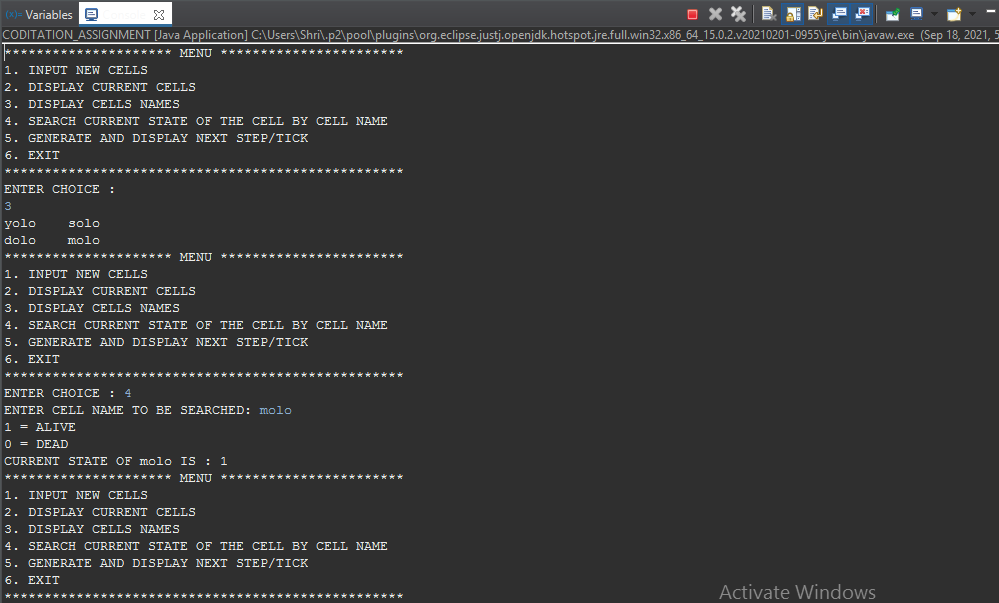 (x)= Variables
CODITATION_ASSIGNMENT [Java Application] C:\Users\Shri\.p2\pool\plugins\org.eclipse.justj.openjdk.hotspot.jre.full.win32.x86_64_15.0.2.v20210201-0955\jre\bin\javaw.exe (Sep 18, 2021, 5
********************* MENU ***********************
1. INPUT NEW CELLS
2. DISPLAY CURRENT CELLS
3. DISPLAY CELLS NAMES
4. SEARCH CURRENT STATE OF THE CELL BY CELL NAME
5. GENERATE AND DISPLAY NEXT STEP/TICK
6. EXIT
**************************************************
ENTER CHOICE :
3
yolo    solo
dolo    molo
********************* MENU ***********************
1. INPUT NEW CELLS
2. DISPLAY CURRENT CELLS
3. DISPLAY CELLS NAMES
4. SEARCH CURRENT STATE OF THE CELL BY CELL NAME
5. GENERATE AND DISPLAY NEXT STEP/TICK
6. EXIT
**************************************************
ENTER CHOICE : 4
ENTER CELL NAME TO BE SEARCHED: molo
1 = ALIVE
0 = DEAD
CURRENT STATE OF molo IS : 1
********************* MENU ***********************
1. INPUT NEW CELLS
2. DISPLAY CURRENT CELLS
3. DISPLAY CELLS NAMES
4. SEARCH CURRENT STATE OF THE CELL BY CELL NAME
5. GENERATE AND DISPLAY NEXT STEP/TICK
6. EXIT
**************************************************
Activate Windows